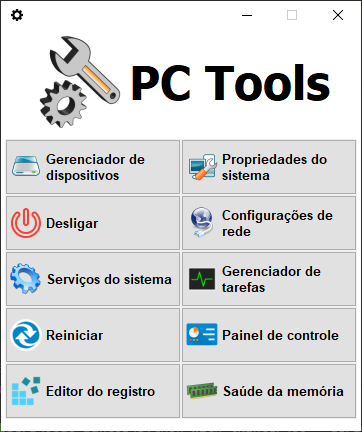 PC Tools
Gerenciador de
dispositivos
Propriedades do
sistema
Desligar
Configurações de
rede
Serviços do sistema
Gerenciador de
tarefas
Reiniciar
Painel de controle
Editor do registro
Saúde da memória